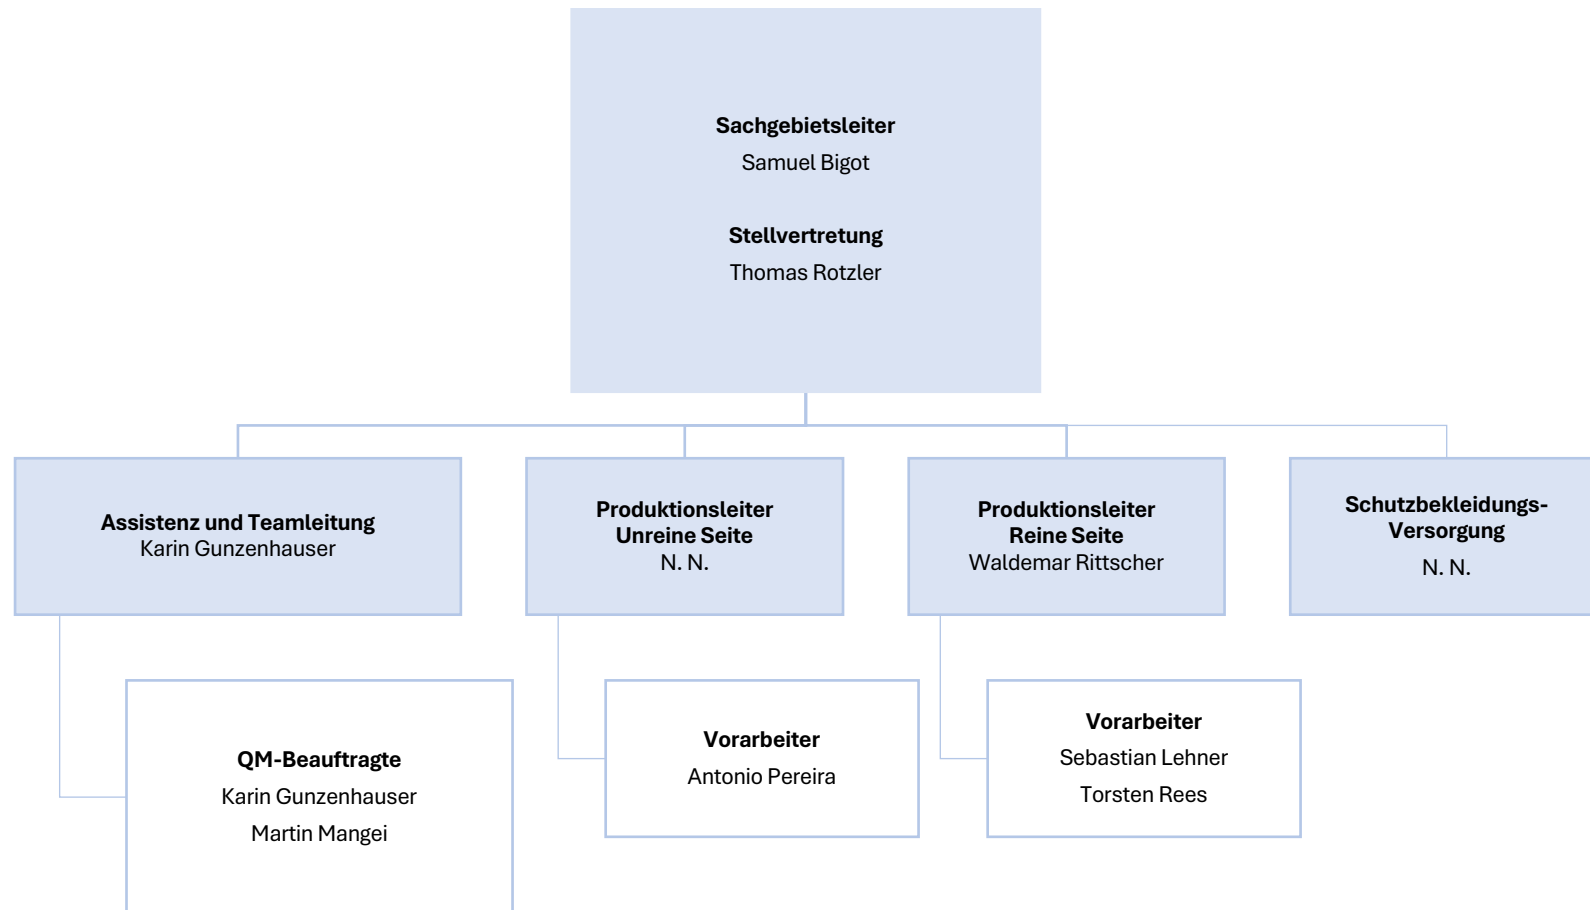 Sachgebietsleiter
Samuel Bigot
Stellvertretung
Thomas Rotzler
Assistenz und Teamleitung
Karin Gunzenhauser
Produktionsleiter
Unreine Seite
N. N.
Produktionsleiter
Reine Seite
Waldemar Rittscher
Schutzbekleidungs-
Versorgung
N. N.
QM-Beauftragte
Karin Gunzenhauser
Martin Mangei
Vorarbeiter
Antonio Pereira
Vorarbeiter
Sebastian Lehner
Torsten Rees